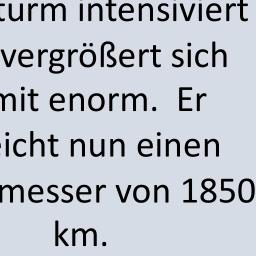 turm intensiviert
vergrößert sich
mit enorm. Er
eicht nun einen
messer von 1850
km.